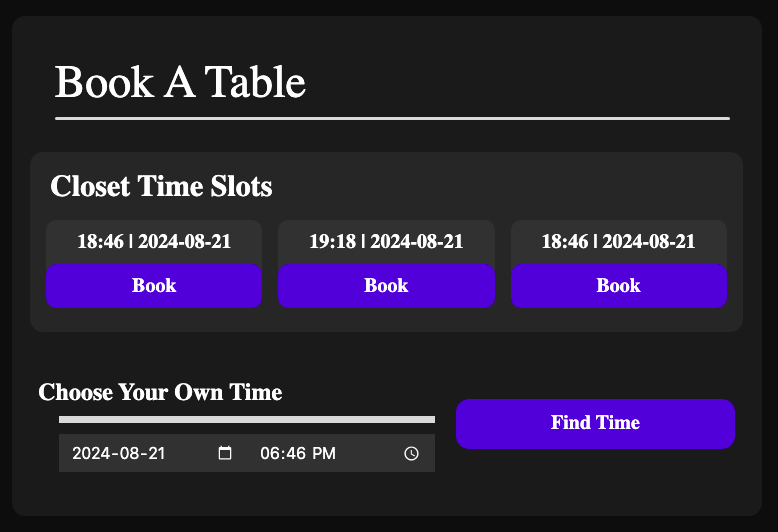 Book A Table
Closet Time Slots
18:46 | 2024-08-21 19:18 | 2024-08-21 18:46 | 2024-08-21
Book Book Book
Choose Your Own Time
Find Time
2024-08-21 06:46 PM